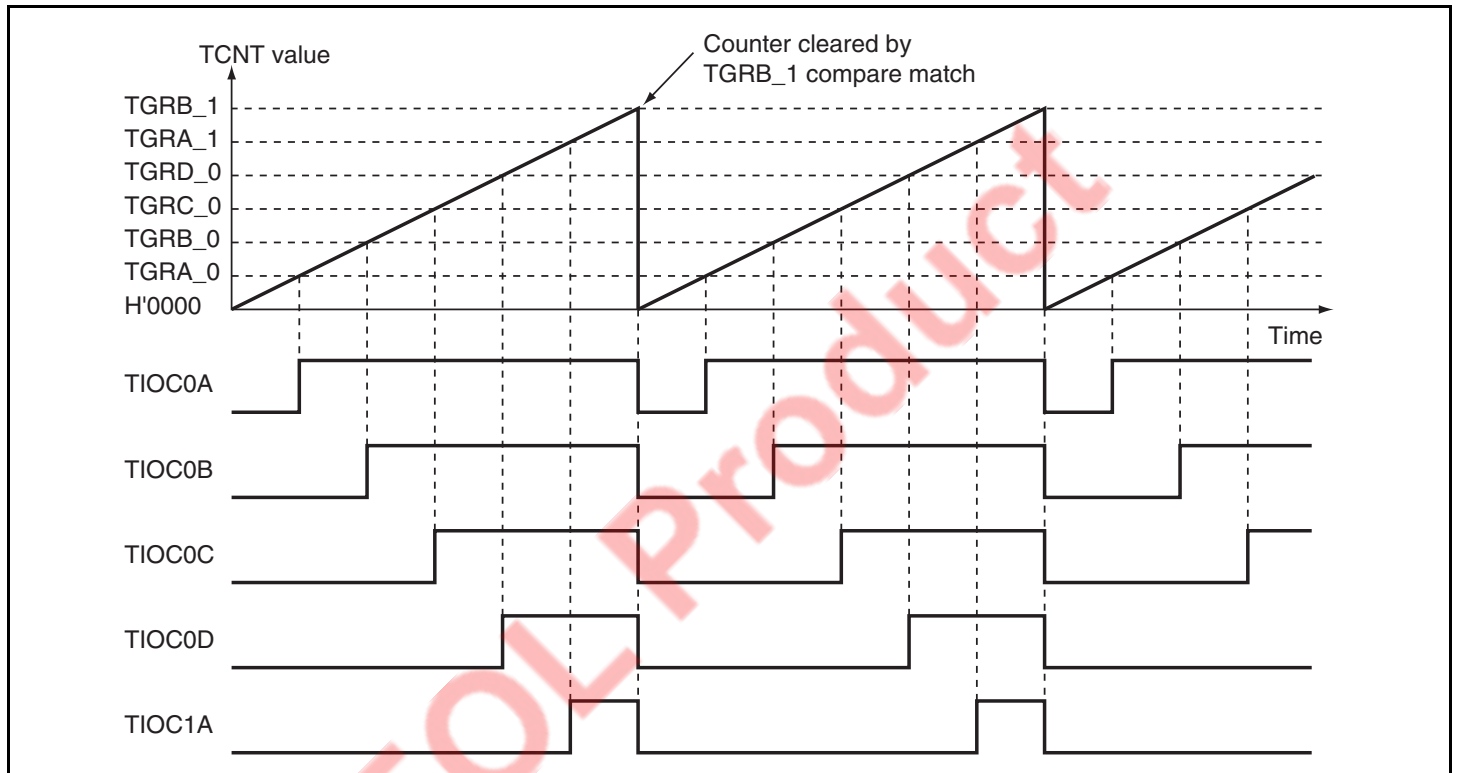 TCNT value
Counter cleared by
TGRB_1 compare match
TGRB_1
TGRA_1
TGRD_0
TGRC_0
TGRB_0
TGRA_0
H'0000
Time
TIOC0A
TIOC0B
TIOC0C
TIOC0D
TIOC1A
OL Product